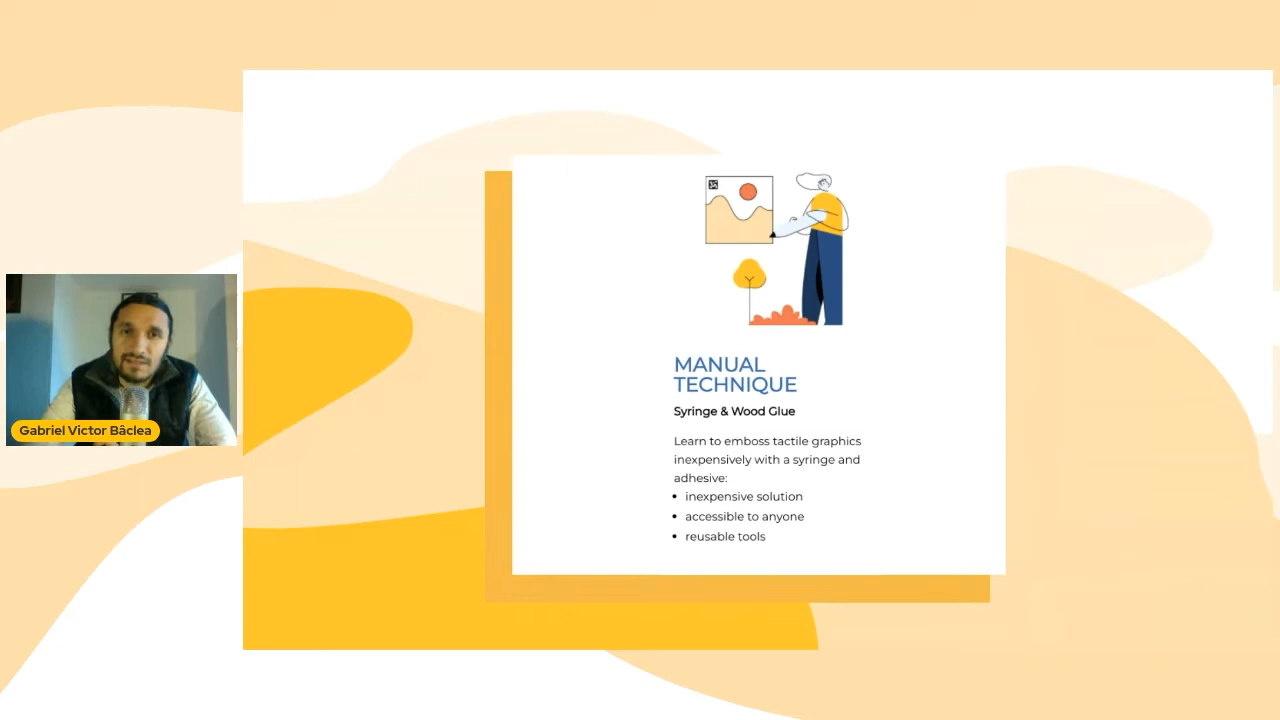 Gabriel Victor Bâclea
MANUAL
TECHNIQUE
Syringe & Wood Glue
Learn to emboss tactile graphics
inexpensively with a syringe and
adhesive:
• inexpensive solution
• accessible to anyone
• reusable tools